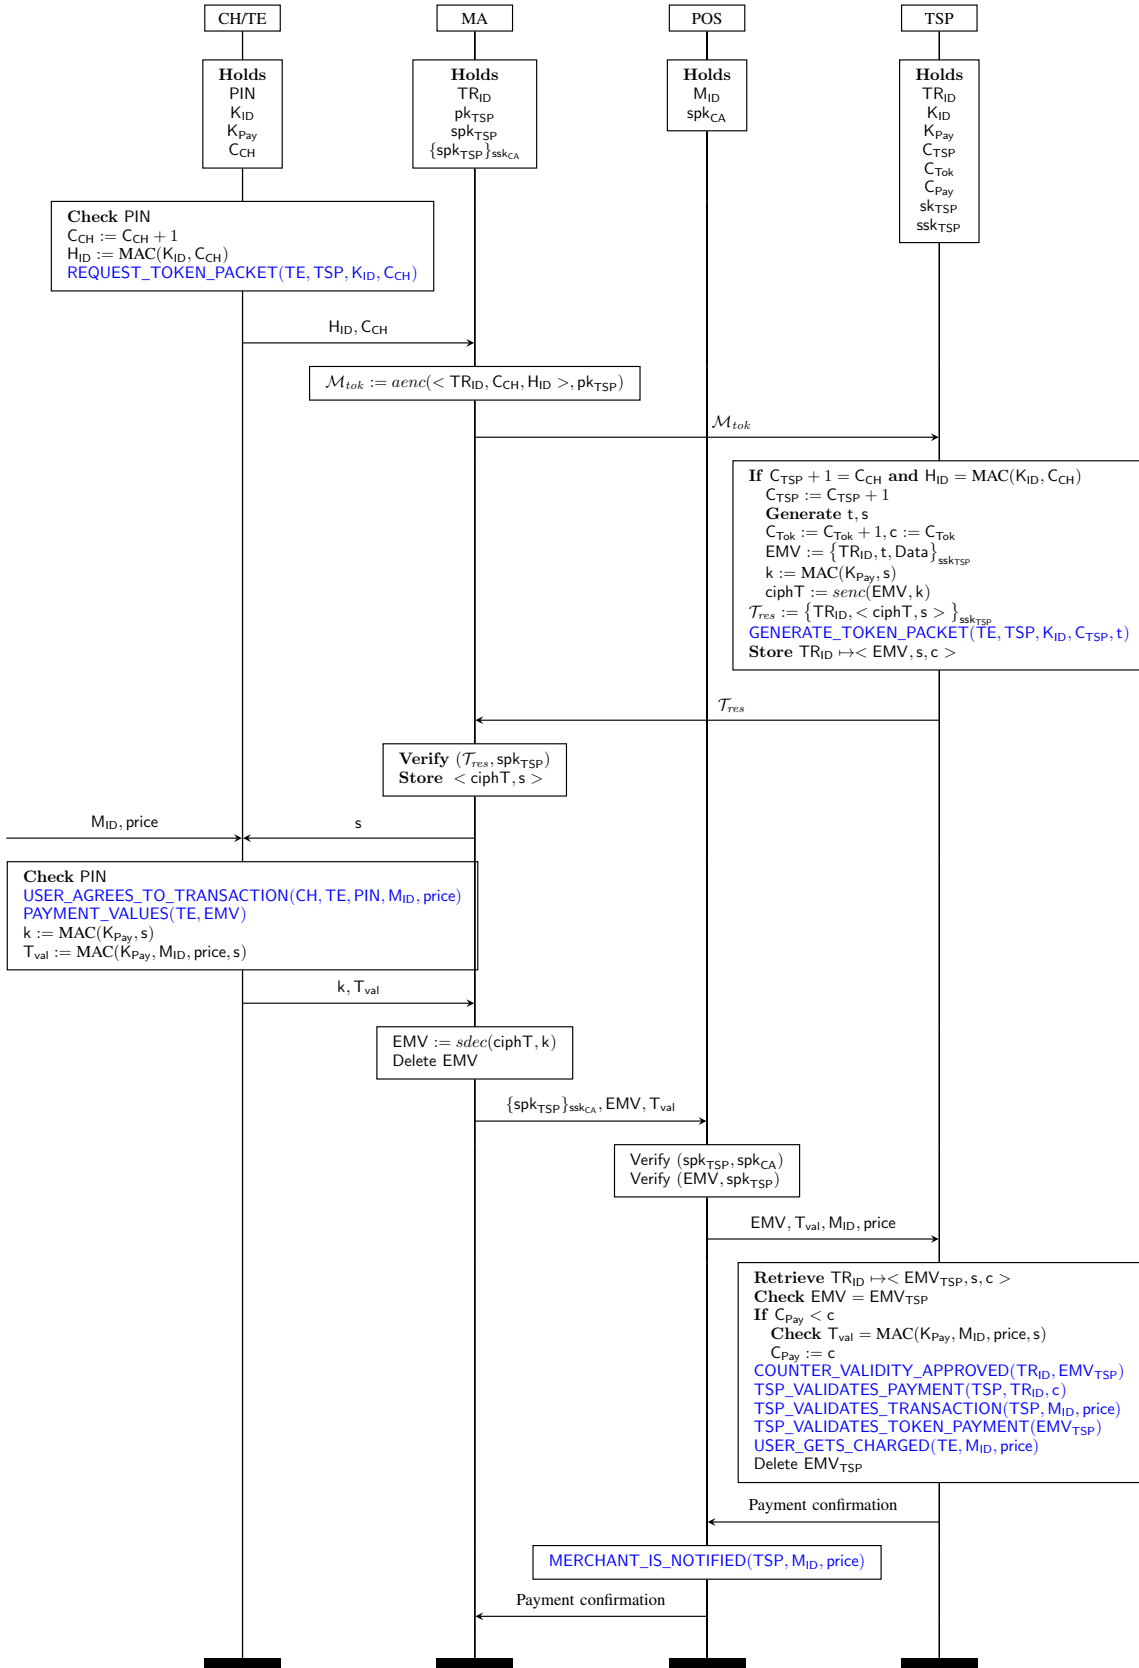 CH/TE
MA
POS
TSP
Holds
PIN
K_ID
K_Pay
C_CH
Holds
TR_ID
pk_TSP
spk_TSP
{spk_TSP}_ssk_CA
Holds
M_ID
spk_CA
Holds
TR_ID
K_ID
K_Pay
C_TSP
C_Tok
C_Pay
sk_TSP
ssk_TSP
Check PIN
C_CH := C_CH + 1
H_ID := MAC(K_ID, C_CH)
REQUEST_TOKEN_PACKET(TE, TSP, K_ID, C_CH)
H_ID, C_CH
M_tok := aenc(< TR_ID, C_CH, H_ID >, pk_TSP)
M_tok
If C_TSP + 1 = C_CH and H_ID = MAC(K_ID, C_CH)
C_TSP := C_TSP + 1
Generate t, s
C_Tok := C_Tok + 1, c := C_Tok
EMV := {TR_ID, t, Data}_ssk_TSP
k := MAC(K_Pay, s)
ciphT := senc(EMV, k)
T_res := {TR_ID, < ciphT, s >}_ssk_TSP
GENERATE_TOKEN_PACKET(TE, TSP, K_ID, C_TSP, t)
Store TR_ID ↦< EMV, s, c >
T_res
Verify (T_res, spk_TSP)
Store < ciphT, s >
M_ID, price
s
Check PIN
USER_AGREES_TO_TRANSACTION(CH, TE, PIN, M_ID, price)
PAYMENT_VALUES(TE, EMV)
k := MAC(K_Pay, s)
T_val := MAC(K_Pay, M_ID, price, s)
k, T_val
EMV := sdec(ciphT, k)
Delete EMV
{spk_TSP}_ssk_CA, EMV, T_val
Verify (spk_TSP, spk_CA)
Verify (EMV, spk_TSP)
EMV, T_val, M_ID, price
Retrieve TR_ID ↦< EMV_TSP, s, c >
Check EMV = EMV_TSP
If C_Pay < c
Check T_val = MAC(K_Pay, M_ID, price, s)
C_Pay := c
COUNTER_VALIDITY_APPROVED(TR_ID, EMV_TSP)
TSP_VALIDATES_PAYMENT(TSP, TR_ID, c)
TSP_VALIDATES_TRANSACTION(TSP, M_ID, price)
TSP_VALIDATES_TOKEN_PAYMENT(EMV_TSP)
USER_GETS_CHARGED(TE, M_ID, price)
Delete EMV_TSP
Payment confirmation
MERCHANT_IS_NOTIFIED(TSP, M_ID, price)
Payment confirmation